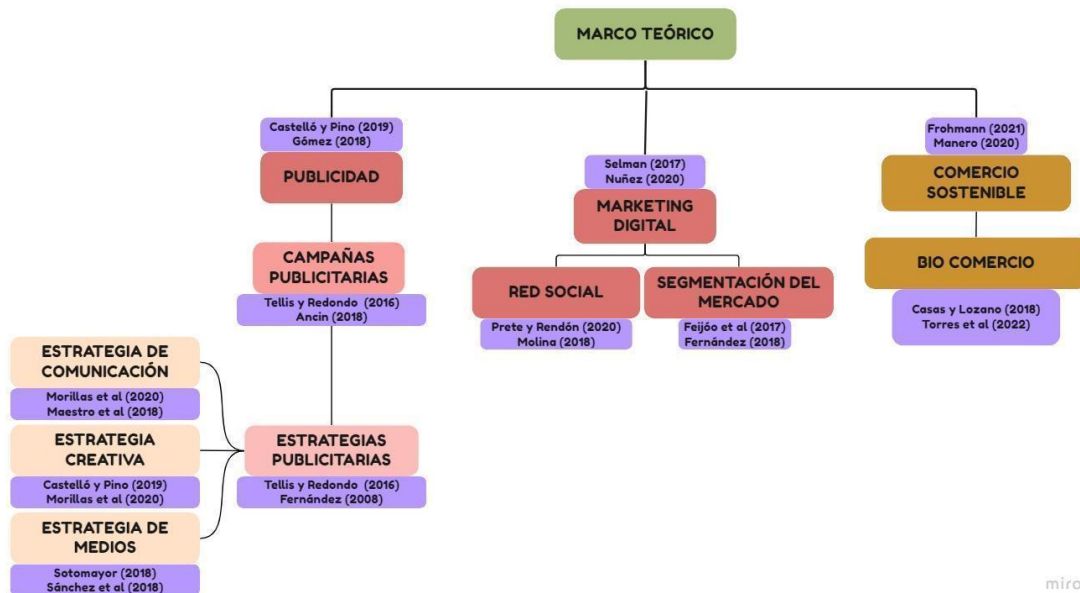 MARCO TEÓRICO
Castelló y Pino (2019)
Gómez (2018)
PUBLICIDAD
CAMPAÑAS
PUBLICITARIAS
Tellis y Redondo (2016)
Ancin (2018)
ESTRATEGIAS
PUBLICITARIAS
Tellis y Redondo (2016)
Fernández (2008)
ESTRATEGIA DE
COMUNICACIÓN
Morillas et al (2020)
Maestro et al (2018)
ESTRATEGIA
CREATIVA
Castelló y Pino (2019)
Morillas et al (2020)
ESTRATEGIA DE
MEDIOS
Sotomayor (2018)
Sánchez et al (2018)
Selman (2017)
Nuñez (2020)
MARKETING
DIGITAL
RED SOCIAL
Prete y Rendón (2020)
Molina (2018)
SEGMENTACIÓN DEL
MERCADO
Feijóo et al (2017)
Fernández (2018)
Frohmann (2021)
Manero (2020)
COMERCIO
SOSTENIBLE
BIO COMERCIO
Casas y Lozano (2018)
Torres et al (2022)
miro